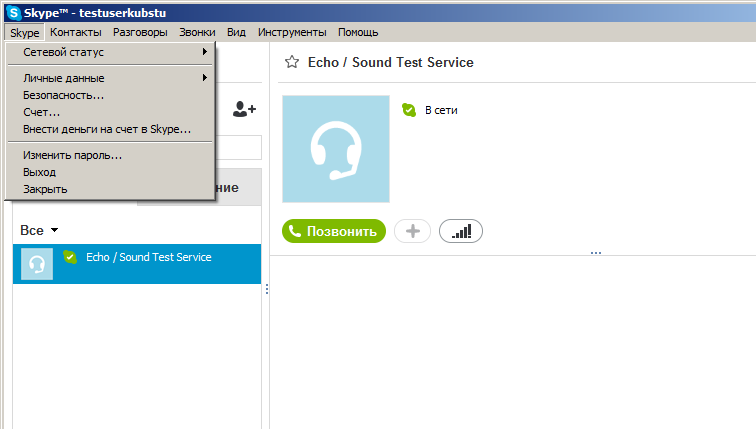 Skype™ - testuserkubstu
Skype Контакты Разговоры Звонки Вид Инструменты Помощь
Сетевой статус
Личные данные
Безопасность...
Счет...
Внести деньги на счет в Skype...
Изменить пароль...
Выход
Закрыть
ние
Все
Echo / Sound Test Service
Echo / Sound Test Service
В сети
Позвонить